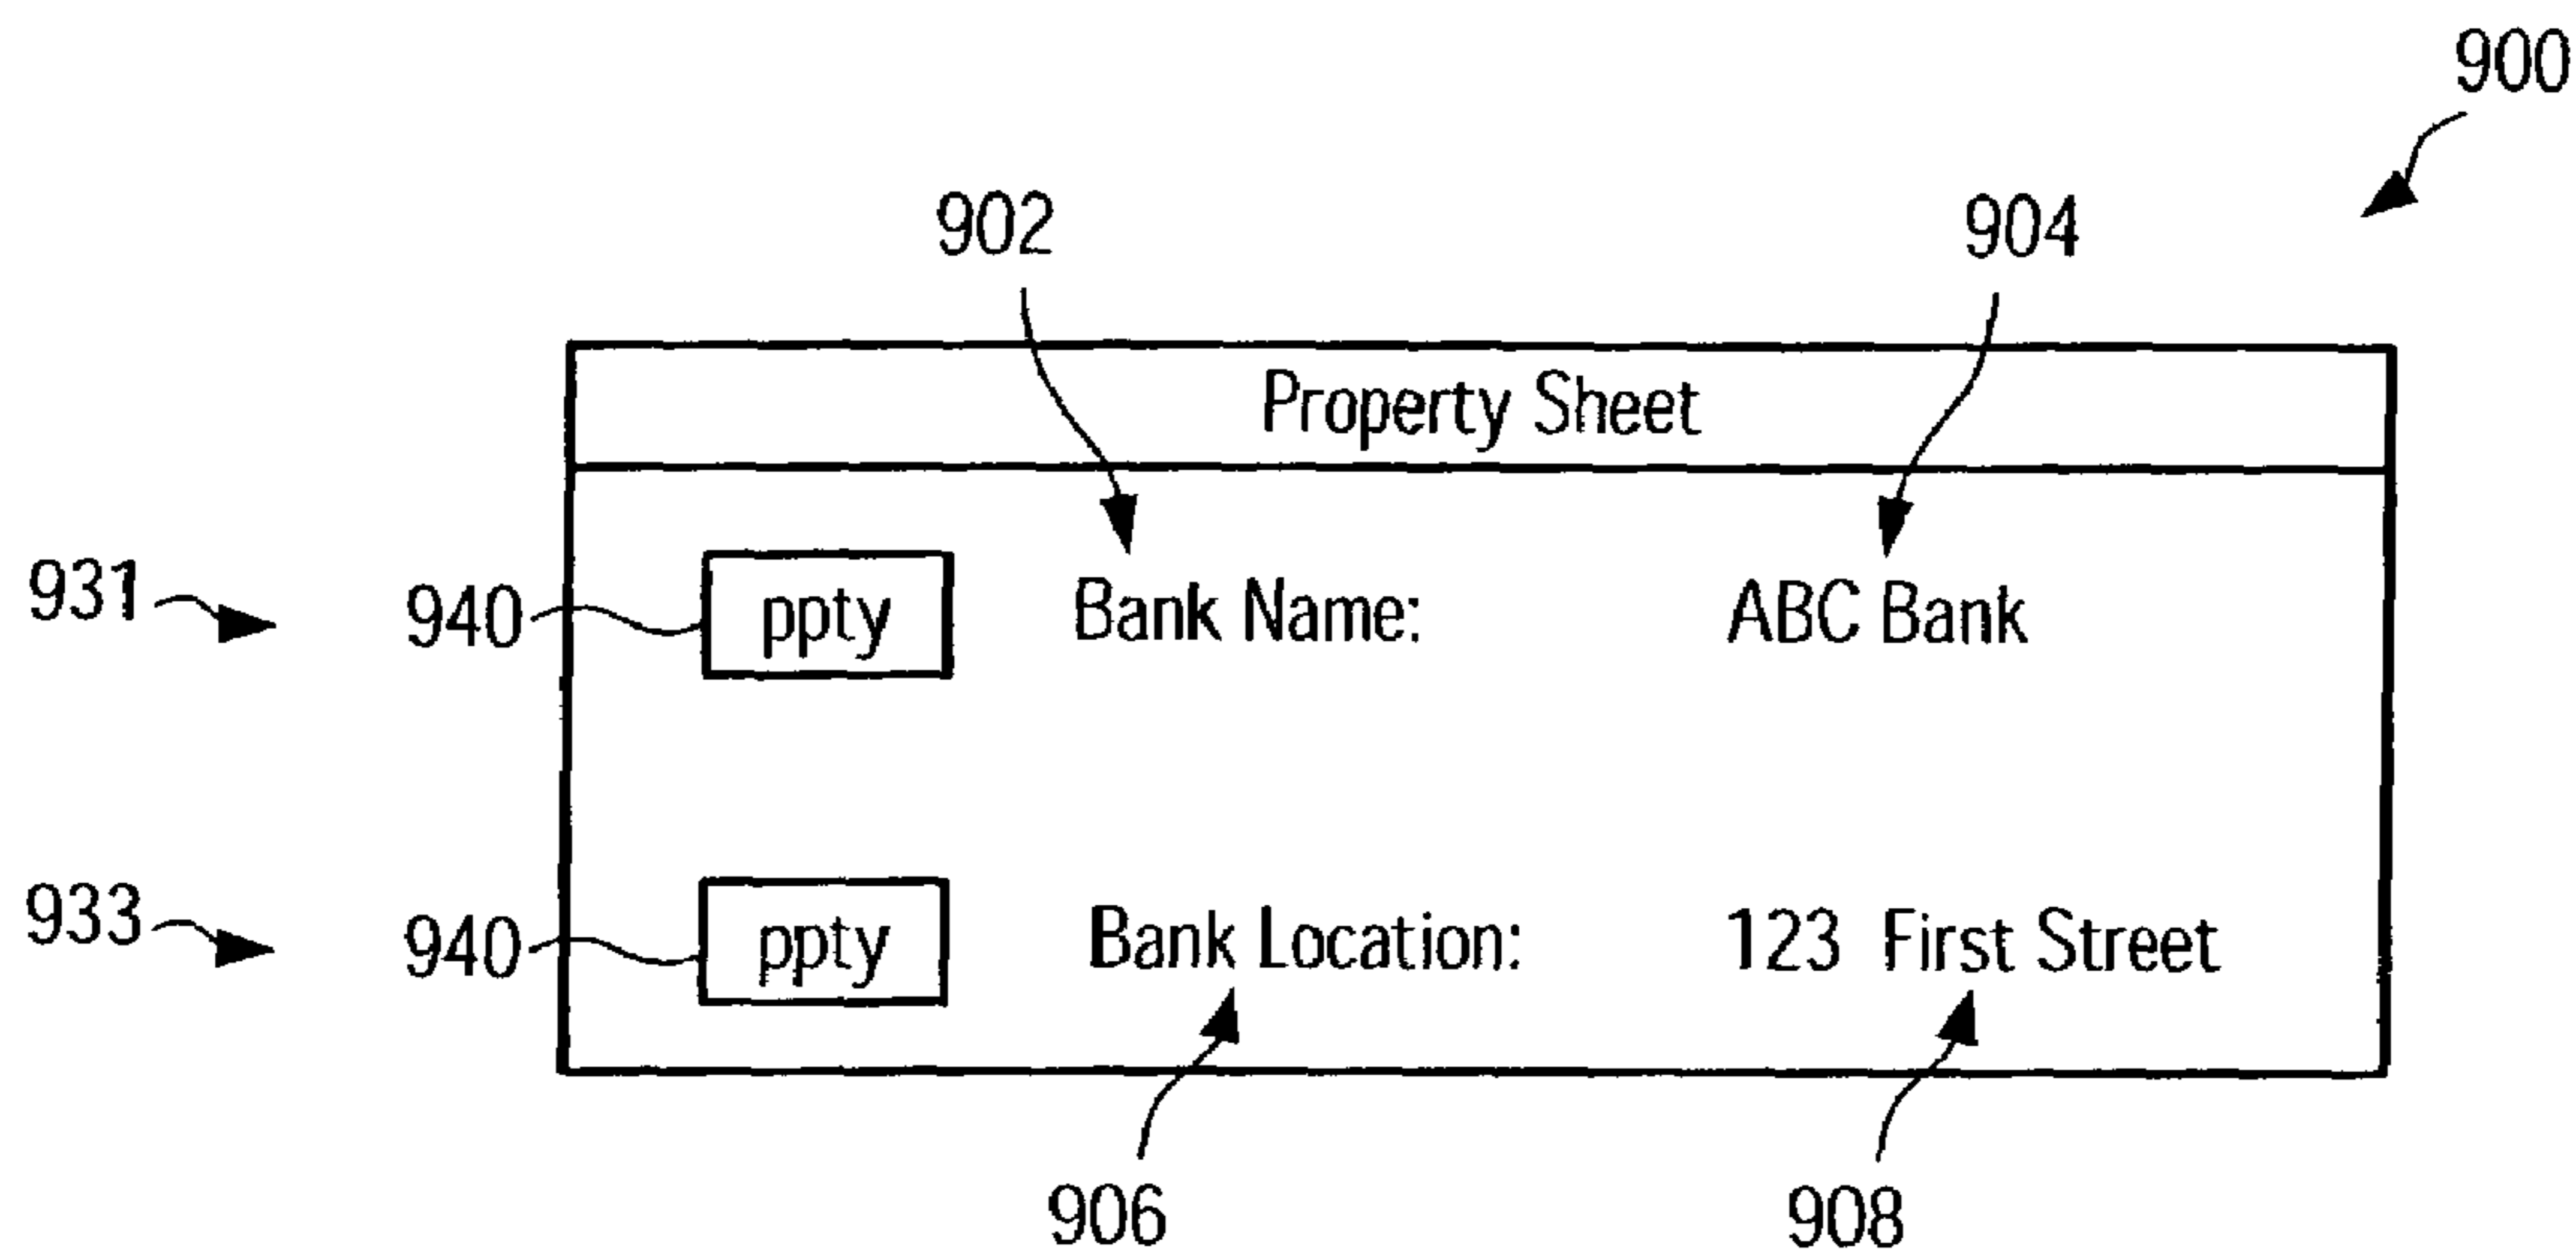 900
902 904
Property Sheet
931 940 ppty Bank Name: ABC Bank
933 940 ppty Bank Location: 123 First Street
906 908